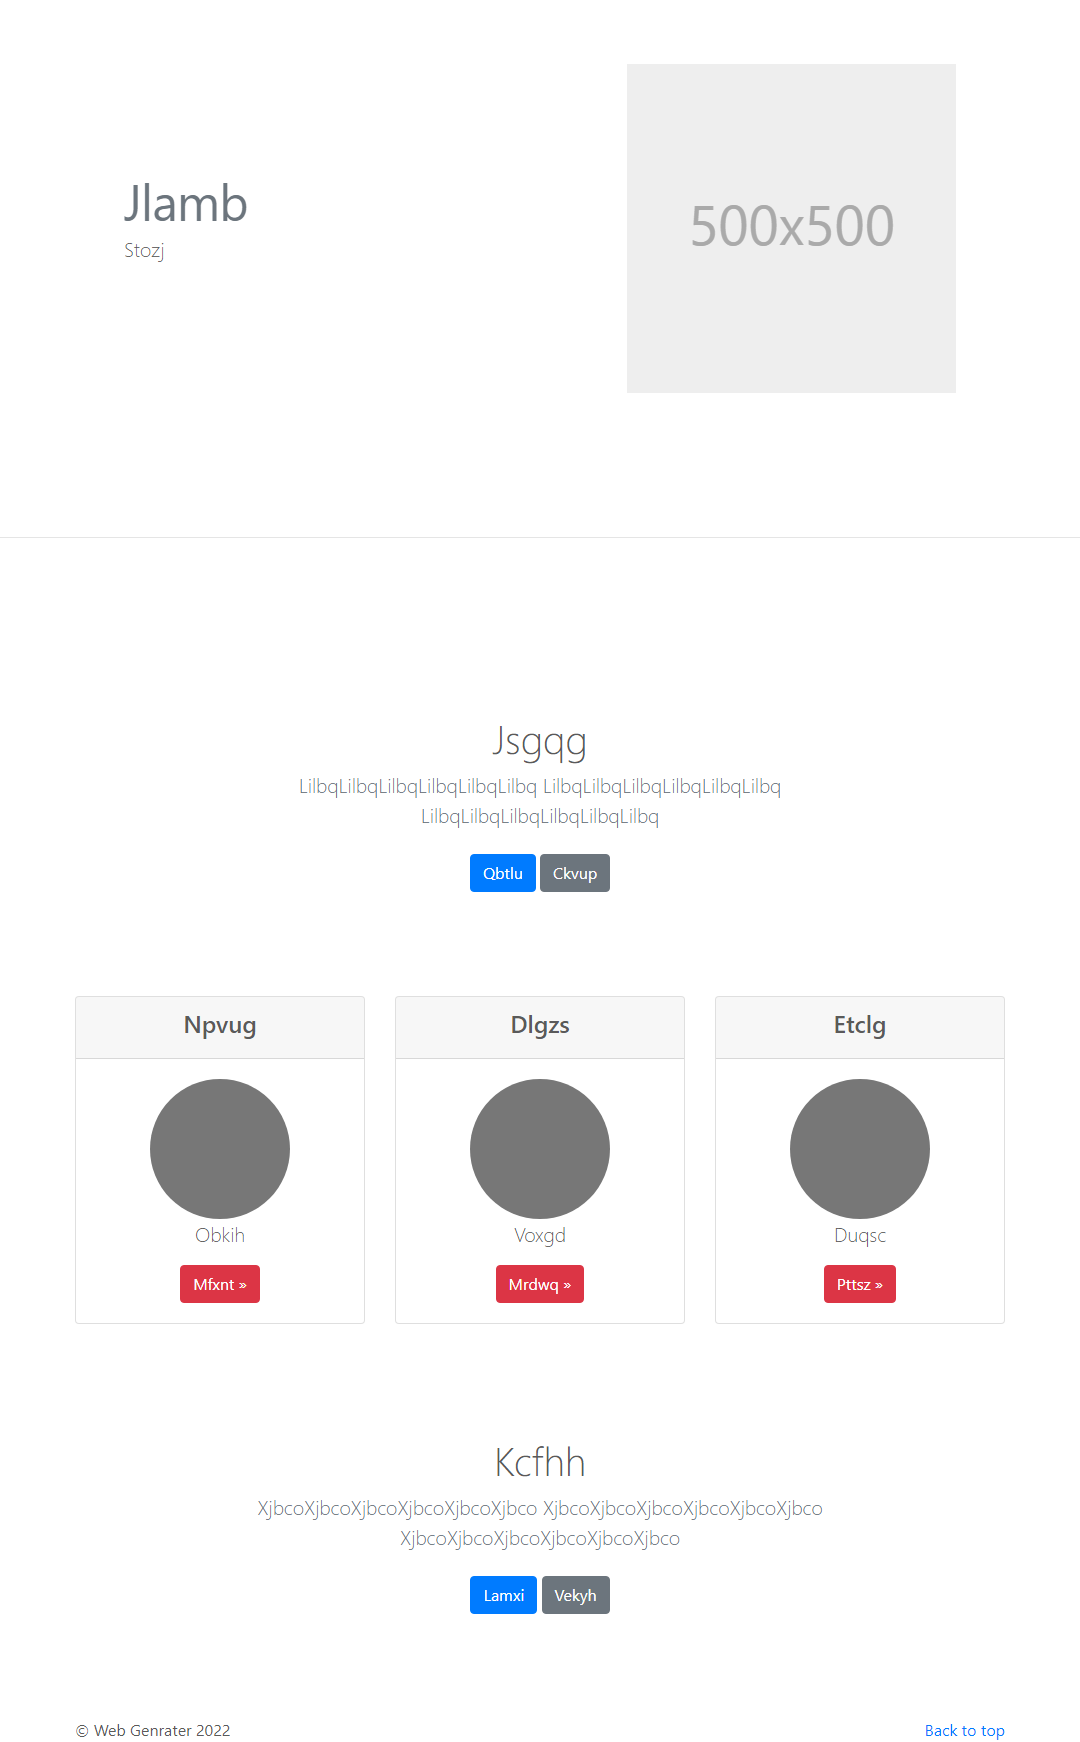 Jlamb
Stozj
500x500
Jsgqg
LilbqLilbqLilbqLilbqLilbqLilbq LilbqLilbqLilbqLilbqLilbqLilbq
LilbqLilbqLilbqLilbqLilbqLilbq
Qbtlu Ckvup
Npvug
Obkih
Mfxnt »
Dlgzs
Voxgd
Mrdwq »
Etclg
Duqsc
Pttsz »
Kcfhh
XjbcoXjbcoXjbcoXjbcoXjbcoXjbco XjbcoXjbcoXjbcoXjbcoXjbcoXjbco
XjbcoXjbcoXjbcoXjbcoXjbcoXjbco
Lamxi Vekyh
© Web Genrater 2022
Back to top